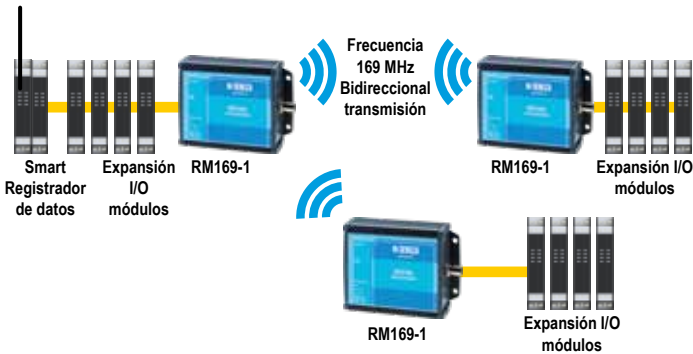 Frecuencia
169 MHz
Bidireccional
transmisión
Smart
Registrador
de datos
Expansión
I/O
módulos
RM169-1
RM169-1
Expansión I/O
módulos
RM169-1
Expansión I/O
módulos